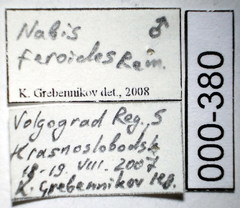 Nabis ♂
feroides Rem.
K. Grebennikov det., 2008
Volgograd Reg., S
Krasnoslobodsk
18-19. VIII. 2007
K. Grebennikov leg.
000-380